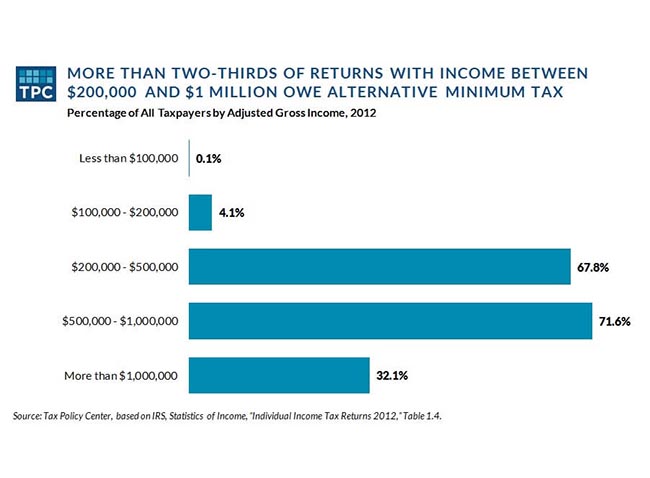 TPC
MORE THAN TWO-THIRDS OF RETURNS WITH INCOME BETWEEN
$200,000 AND $1 MILLION OWE ALTERNATIVE MINIMUM TAX
Percentage of All Taxpayers by Adjusted Gross Income, 2012
Less than $100,000 0.1%
$100,000 - $200,000 4.1%
$200,000 - $500,000 67.8%
$500,000 - $1,000,000 71.6%
More than $1,000,000 32.1%
Source: Tax Policy Center, based on IRS, Statistics of Income, "Individual Income Tax Returns 2012," Table 1.4.